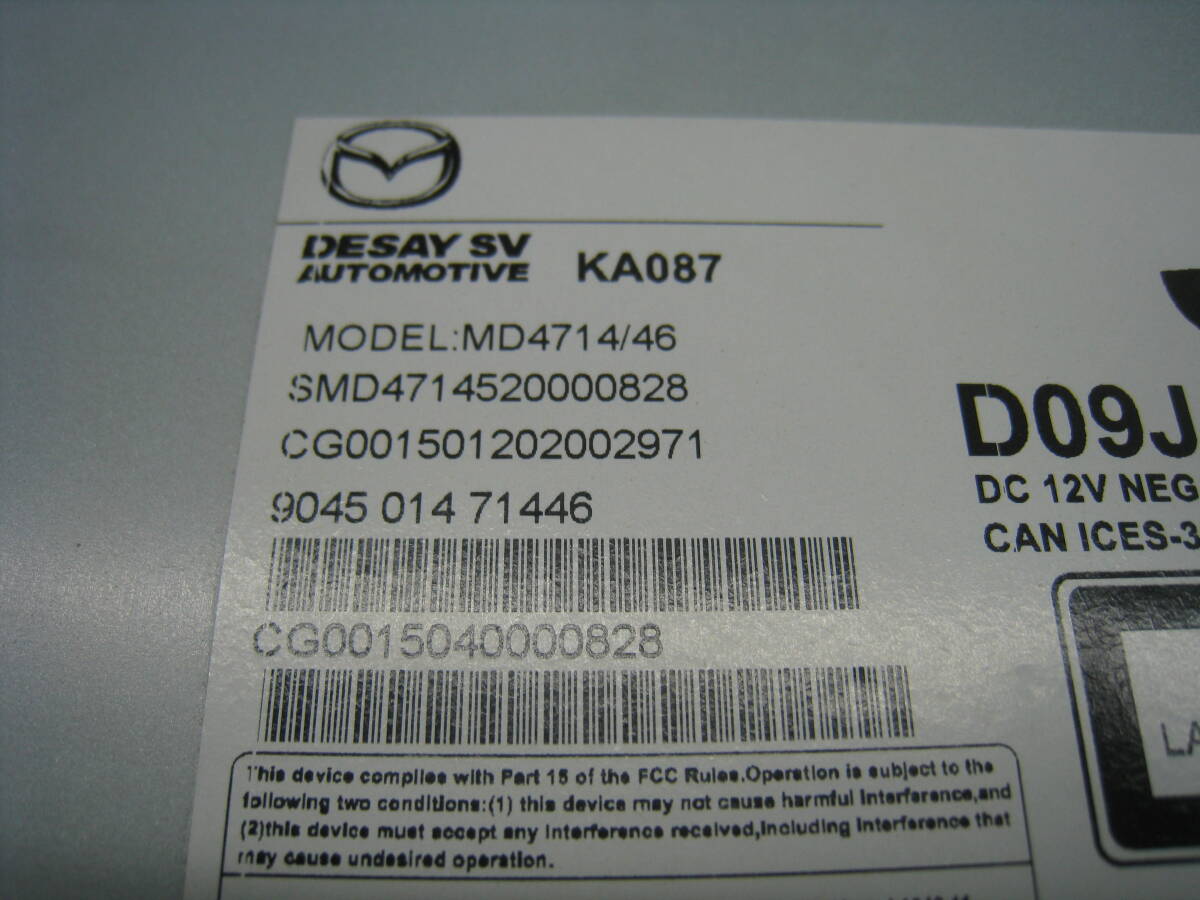 DESAY SV
AUTOMOTIVE KA087
MODEL:MD4714/46
SMD4714520000828
CG001501202002971
9045 014 71446
CG0015040000828
D09J
DC 12V NEG
CAN ICES-3
LA
This device complies with Part 15 of the FCC Rules.Operation is subject to the
following two conditions:(1) this device may not cause harmful interference,and
(2)this device must accept any interference received,including interference that
may cause undesired operation.